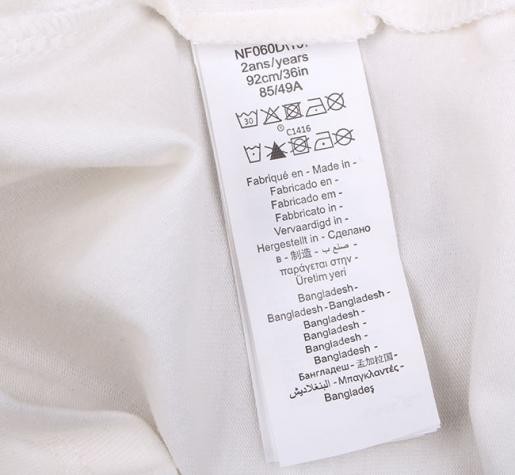 2ans/years
92cm/36in
85/49A
30
® C1416
Fabriqué en - Made in -
Fabricado en -
Fabricado em -
Fabbricato in -
Vervaardigd in -
Hergestellt in - Сделано
в - 制造 - صنع ب -
παράγεται στην -
Üretim yeri
Bangladesh-
Bangladesh-Bangladesh-
Bangladesh -
Bangladesh -
Bangladesh -
Bangladesh -
Бангладеш - 孟加拉国-
البنغلاديش - Μπαγκλαντές-
Bangladeş